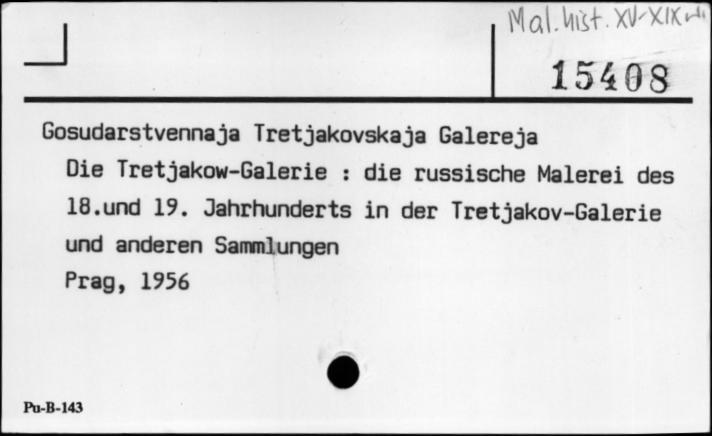 Mal. hist. XV-XIX
15408
Gosudarstvennaja Tretjakovskaja Galereja
Die Tretjakow-Galerie : die russische Malerei des
18.und 19. Jahrhunderts in der Tretjakov-Galerie
und anderen Sammlungen
Prag, 1956
Pu-B-143